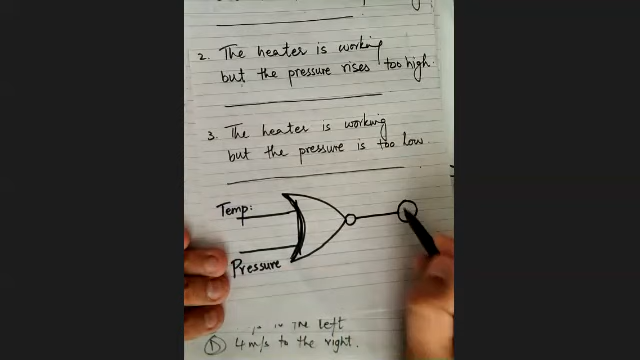 2. The heater is working
but the pressure rises too high.
3. The heater is working
but the pressure is too low
Temp:
Pressure
in the left
4 m/s to the right.